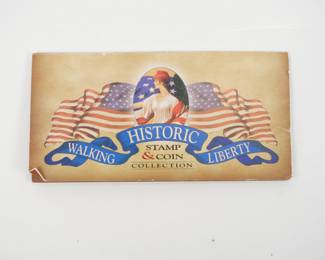 HISTORIC
WALKING STAMP LIBERTY
& COIN
COLLECTION